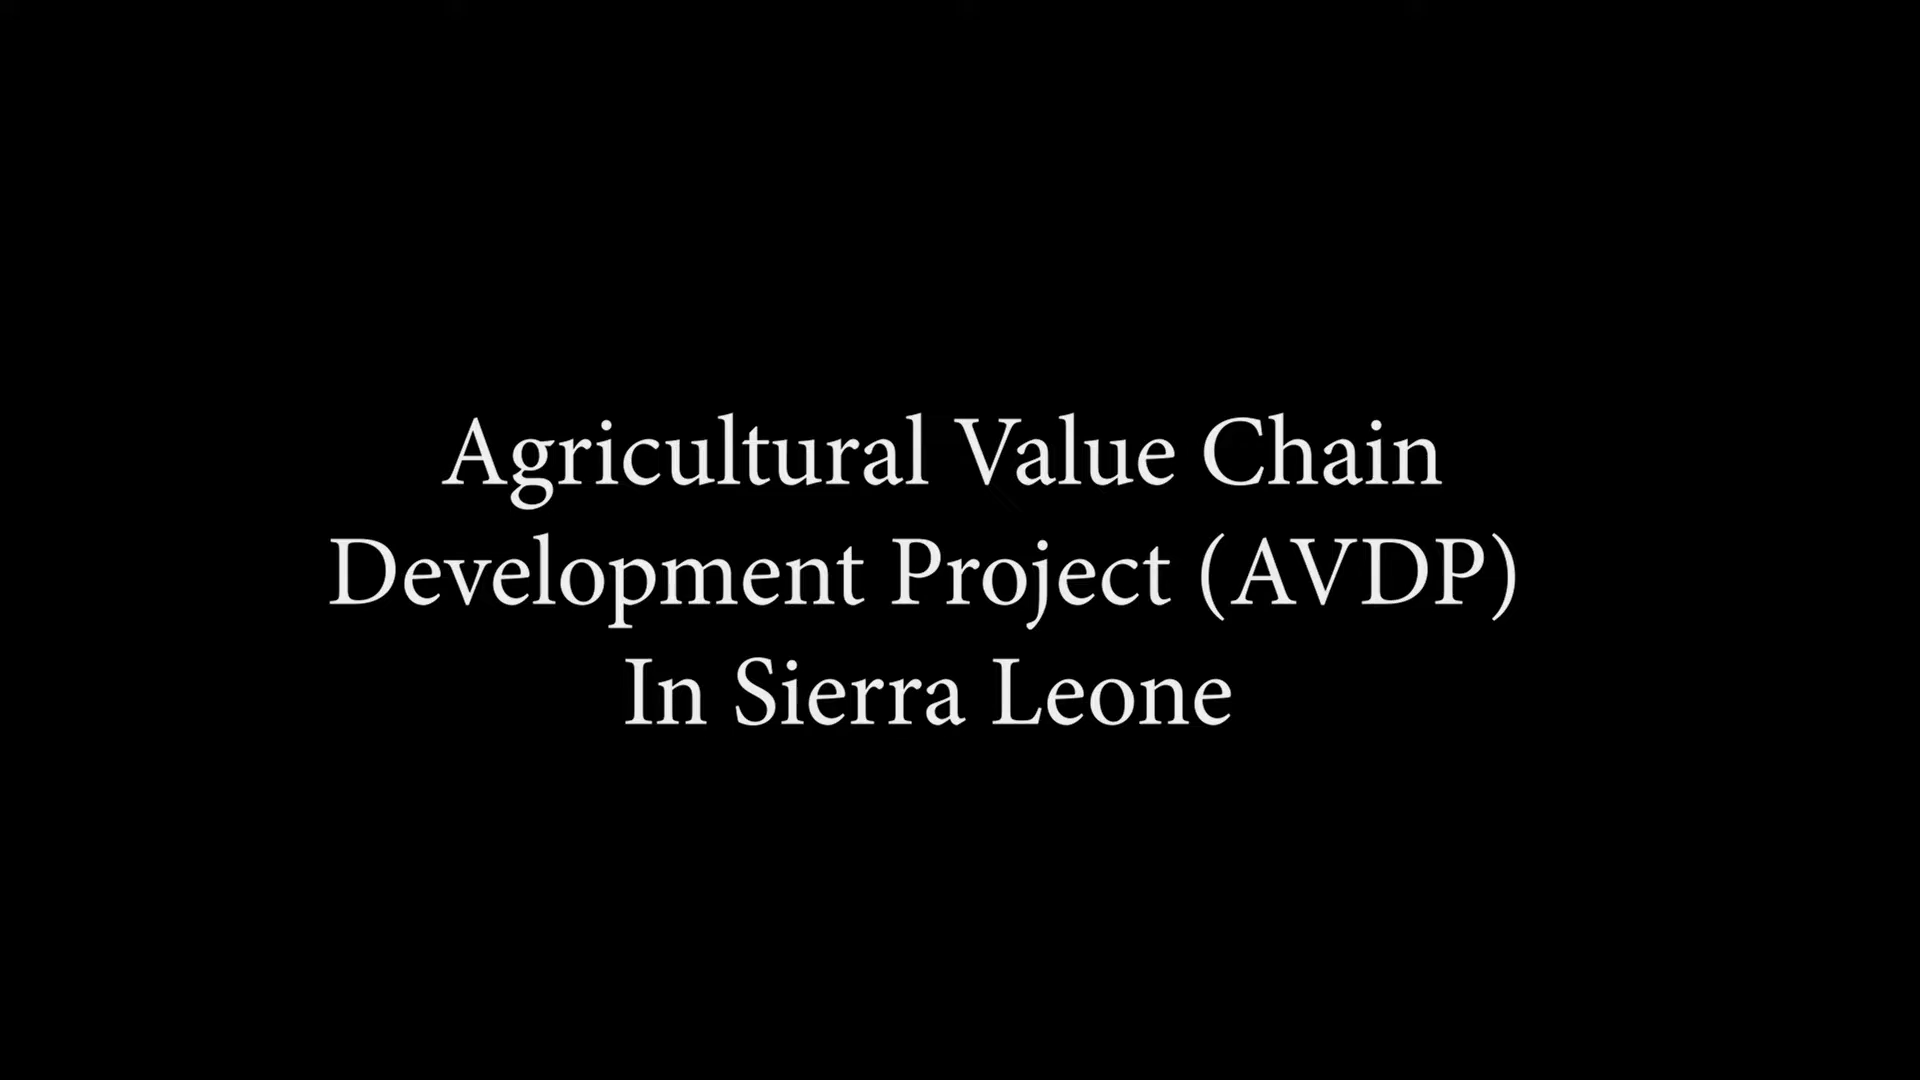 Agricultural Value Chain
Development Project (AVDP)
In Sierra Leone